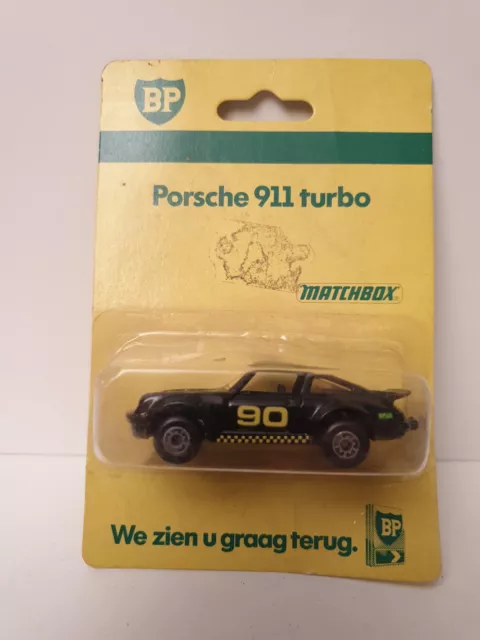 BP
Porsche 911 turbo
MATCHBOX
90
We zien u graag terug.
BP